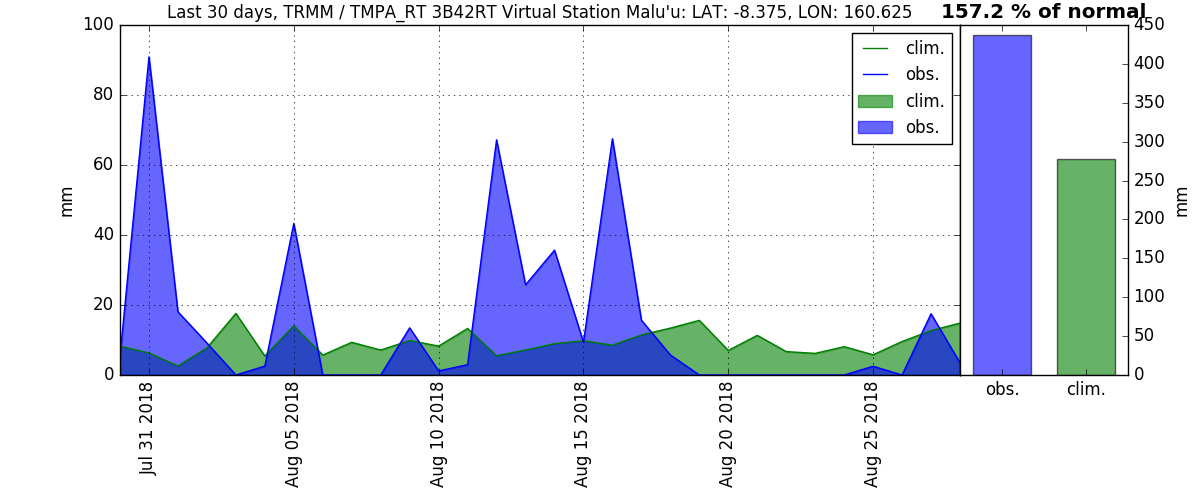 Last 30 days, TRMM / TMPA_RT 3B42RT Virtual Station Malu'u: LAT: -8.375, LON: 160.625
157.2 % of normal
100
80
60
40
20
0
mm
clim.
obs.
clim.
obs.
450
400
350
300
250
200
150
100
50
0
mm
obs.
clim.
Jul 31 2018
Aug 05 2018
Aug 10 2018
Aug 15 2018
Aug 20 2018
Aug 25 2018